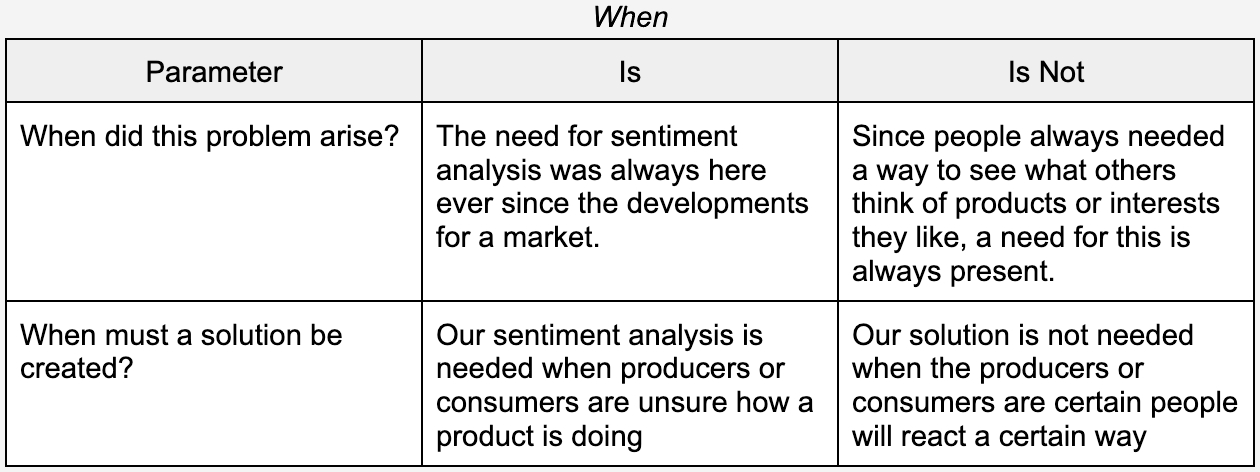 When
Parameter
Is
Is Not
When did this problem arise?
The need for sentiment
analysis was always here
ever since the developments
for a market.
Since people always needed
a way to see what others
think of products or interests
they like, a need for this is
always present.
When must a solution be
created?
Our sentiment analysis is
needed when producers or
consumers are unsure how a
product is doing
Our solution is not needed
when the producers or
consumers are certain people
will react a certain way